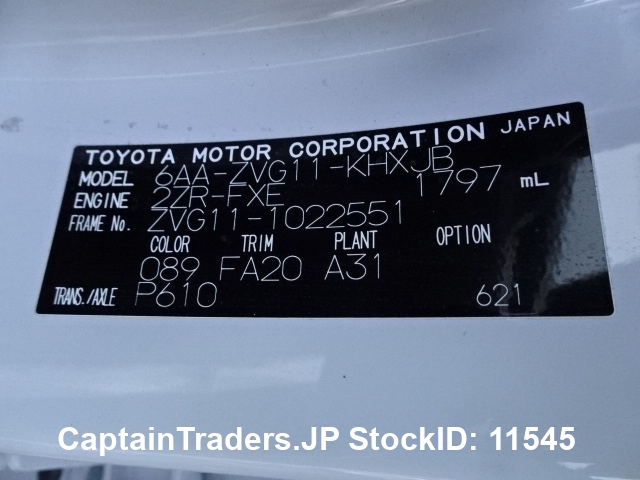 TOYOTA MOTOR CORPORATION JAPAN
MODEL 6AA-ZVG11-KHXJB
ENGINE 2ZR-FXE 1797 mL
FRAME No. ZVG11-1022551
COLOR TRIM PLANT OPTION
089 FA20 A31
TRANS./AXLE P610 621
CaptainTraders.JP StockID: 11545